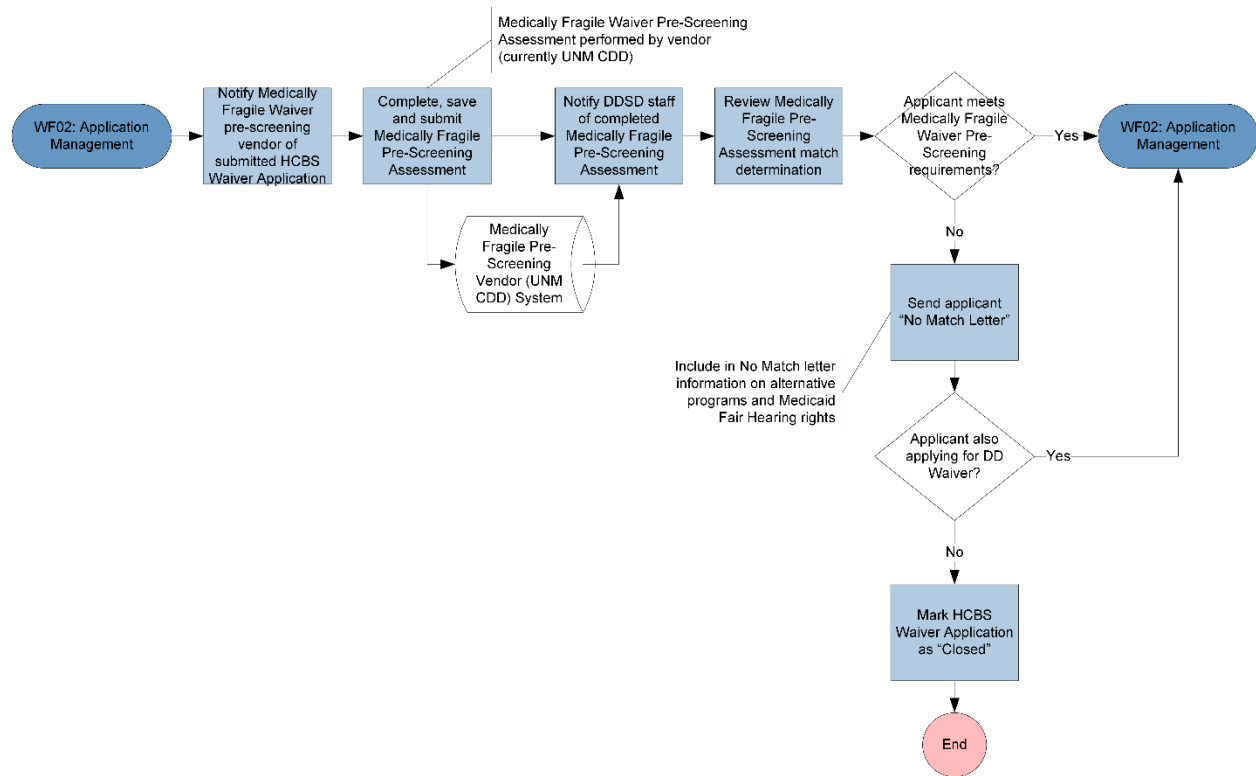 Medically Fragile Waiver Pre-Screening
Assessment performed by vendor
(currently UNM CDD)
WF02: Application
Management
Notify Medically
Fragile Waiver
pre-screening
vendor of
submitted HCBS
Waiver Application
Complete, save
and submit
Medically Fragile
Pre-Screening
Assessment
Notify DDSD staff
of completed
Medically Fragile
Pre-Screening
Assessment
Review Medically
Fragile Pre-
Screening
Assessment match
determination
Applicant meets
Medically Fragile
Waiver Pre-
Screening
requirements?
Yes
WF02: Application
Management
Medically
Fragile Pre-
Screening
Vendor (UNM
CDD) System
No
Send applicant
“No Match Letter”
Include in No Match letter
information on alternative
programs and Medicaid
Fair Hearing rights
Applicant also
applying for DD
Waiver?
Yes
No
Mark HCBS
Waiver Application
as “Closed”
End